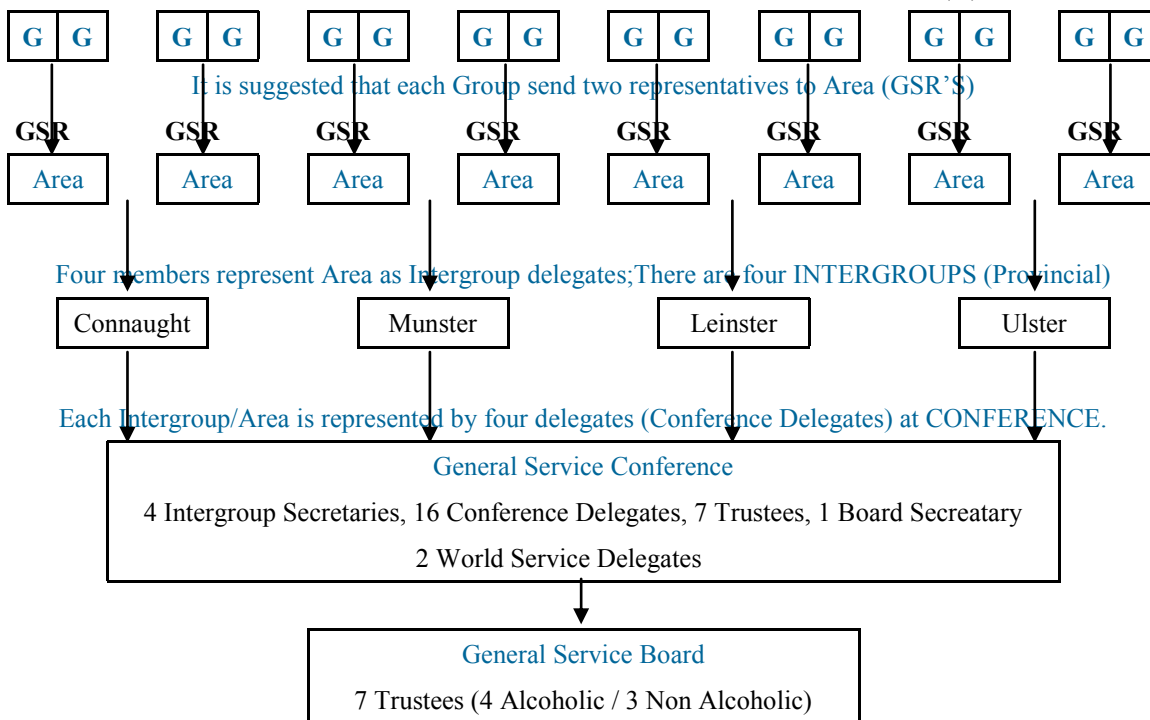 G G G G G G G G G G G G G G G G
It is suggested that each Group send two representatives to Area (GSR'S)
GSR GSR GSR GSR GSR GSR GSR GSR
Area Area Area Area Area Area Area Area
Four members represent Area as Intergroup delegates;There are four INTERGROUPS (Provincial)
Connaught Munster Leinster Ulster
Each Intergroup/Area is represented by four delegates (Conference Delegates) at CONFERENCE.
General Service Conference
4 Intergroup Secretaries, 16 Conference Delegates, 7 Trustees, 1 Board Secreatary
2 World Service Delegates
General Service Board
7 Trustees (4 Alcoholic / 3 Non Alcoholic)